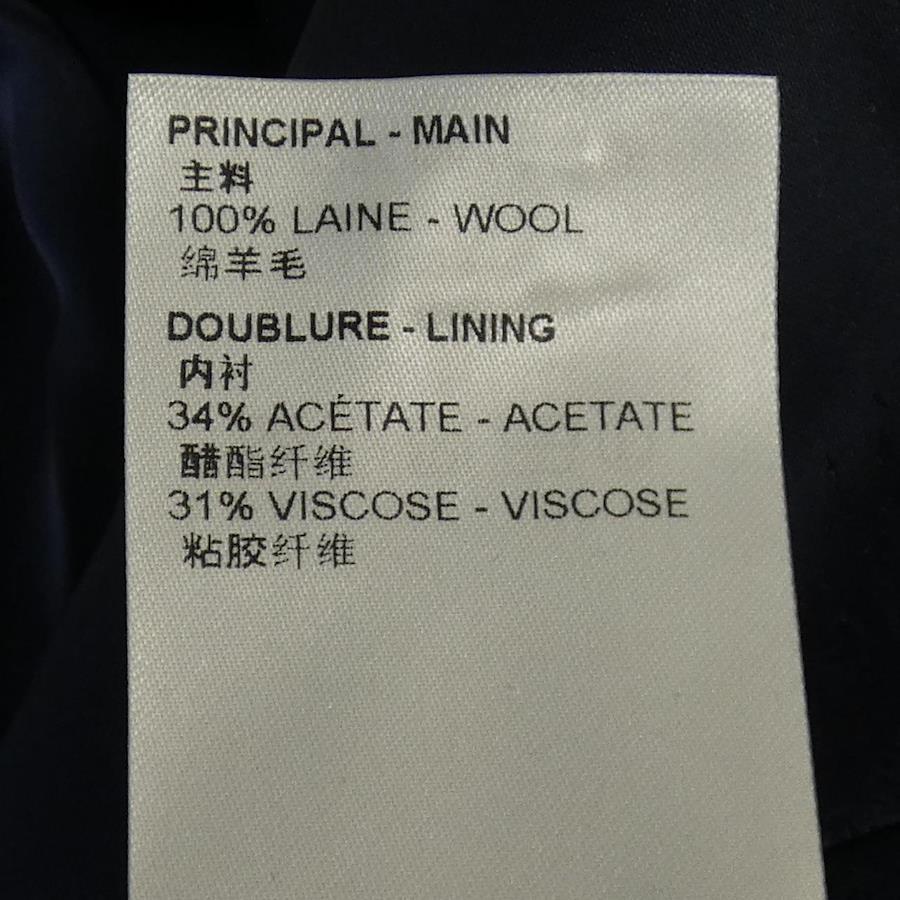 PRINCIPAL - MAIN
主料
100% LAINE - WOOL
绵羊毛
DOUBLURE - LINING
内衬
34% ACÉTATE - ACETATE
醋酯纤维
31% VISCOSE - VISCOSE
粘胶纤维